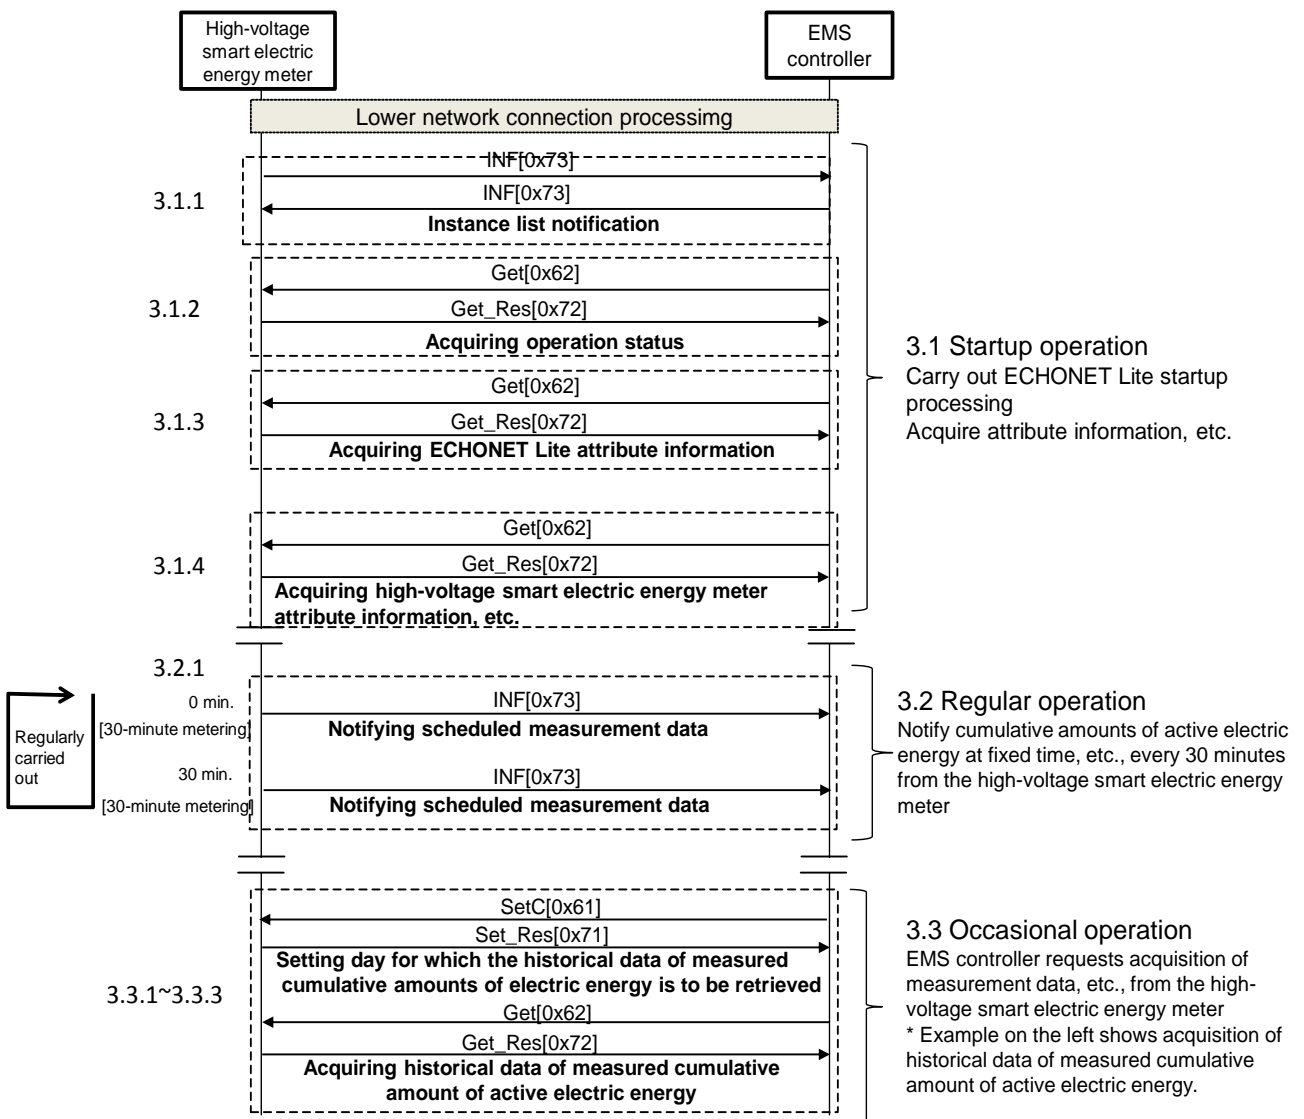 High-voltage
smart electric
energy meter
EMS
controller
Lower network connection processimg
INF[0x73]
3.1.1
INF[0x73]
Instance list notification
Get[0x62]
3.1.2
Get_Res[0x72]
Acquiring operation status
Get[0x62]
3.1.3
Get_Res[0x72]
Acquiring ECHONET Lite attribute information
Get[0x62]
3.1.4
Get_Res[0x72]
Acquiring high-voltage smart electric energy meter
attribute information, etc.
3.1 Startup operation
Carry out ECHONET Lite startup
processing
Acquire attribute information, etc.
3.2.1
Regularly
carried
out
0 min.
[30-minute metering]
INF[0x73]
Notifying scheduled measurement data
30 min.
[30-minute metering]
INF[0x73]
Notifying scheduled measurement data
3.2 Regular operation
Notify cumulative amounts of active electric
energy at fixed time, etc., every 30 minutes
from the high-voltage smart electric energy
meter
SetC[0x61]
Set_Res[0x71]
Setting day for which the historical data of measured
cumulative amounts of electric energy is to be retrieved
3.3.1~3.3.3
Get[0x62]
Get_Res[0x72]
Acquiring historical data of measured cumulative
amount of active electric energy
3.3 Occasional operation
EMS controller requests acquisition of
measurement data, etc., from the high-
voltage smart electric energy meter
* Example on the left shows acquisition of
historical data of measured cumulative
amount of active electric energy.